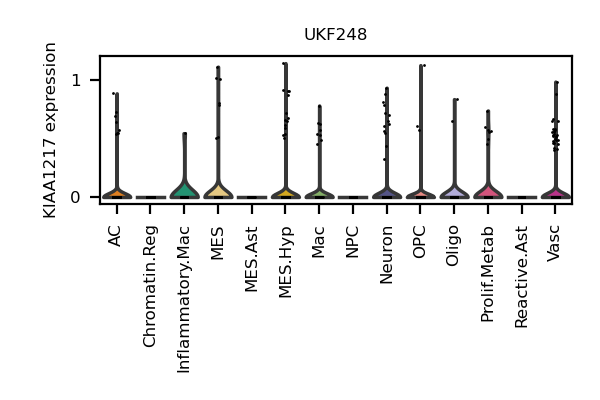 UKF248
KIAA1217 expression
1
0
AC
Chromatin.Reg
Inflammatory.Mac
MES
MES.Ast
MES.Hyp
Mac
NPC
Neuron
OPC
Oligo
Prolif.Metab
Reactive.Ast
Vasc